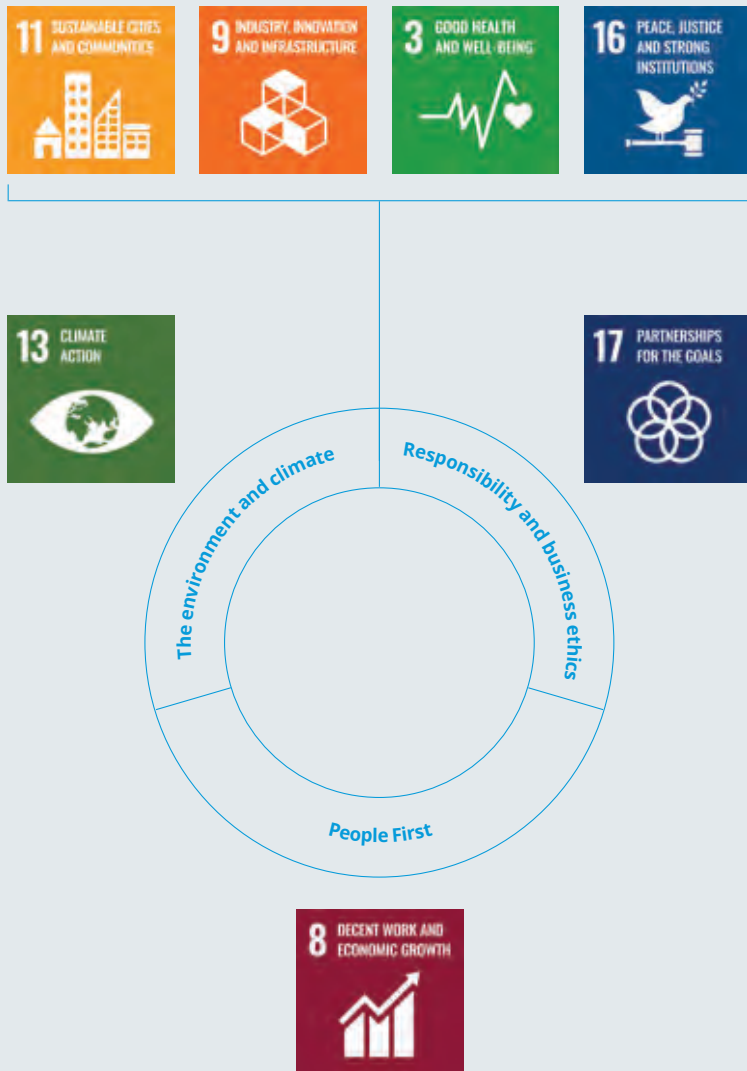 11 SUSTAINABLE CITIES
AND COMMUNITIES
9 INDUSTRY, INNOVATION
AND INFRASTRUCTURE
3 GOOD HEALTH
AND WELL-BEING
16 PEACE, JUSTICE
AND STRONG
INSTITUTIONS
13 CLIMATE
ACTION
17 PARTNERSHIPS
FOR THE GOALS
The environment and climate
Responsibility and business ethics
People First
8 DECENT WORK AND
ECONOMIC GROWTH